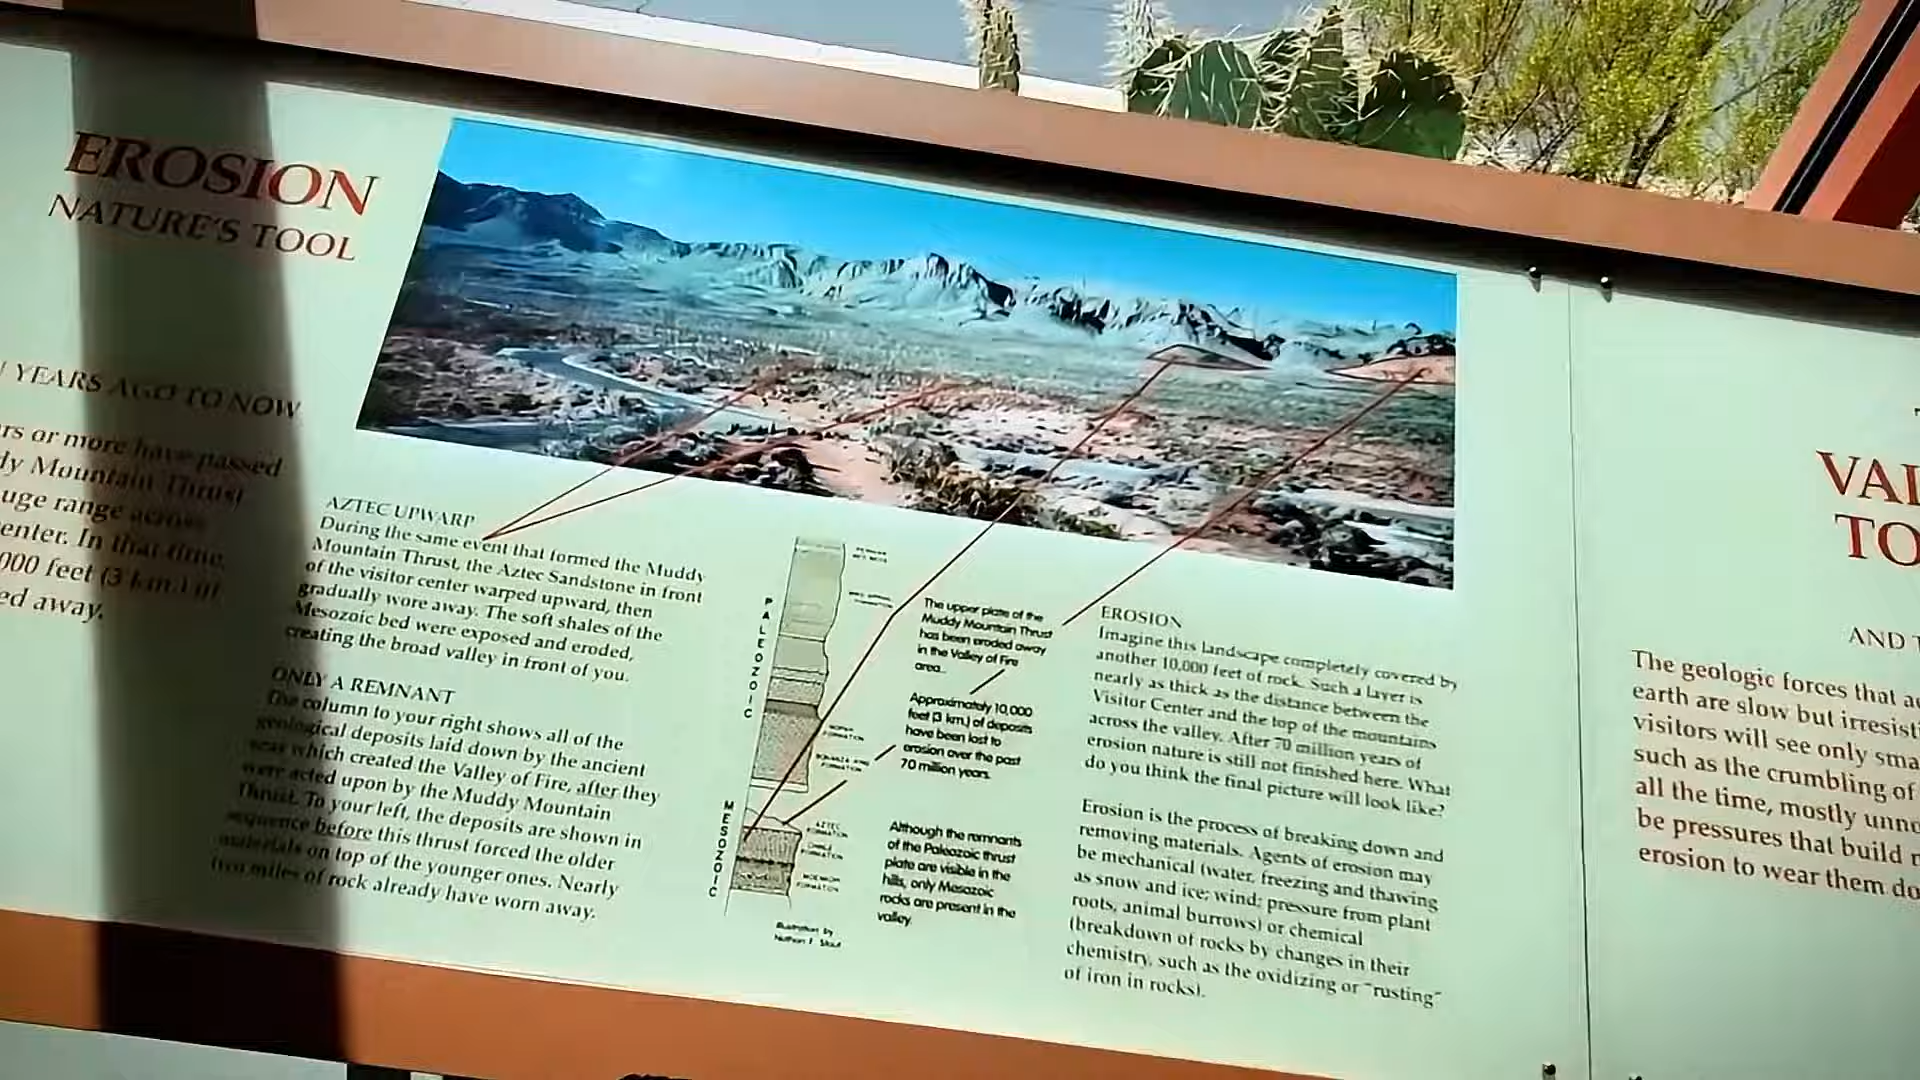 EROSION
NATURE'S TOOL
YEARS AGO TO NOW
rs or more have passed
dy Mountain Thrust
uge range across
enter. In that time,
000 feet (3 km.) of
ed away.
AZTEC UPWARP
During the same event that formed the Muddy
Mountain Thrust, the Aztec Sandstone in front
of the visitor center warped upward, then
gradually wore away. The soft shales of the
Mesozoic bed were exposed and eroded,
creating the broad valley in front of you.
ONLY A REMNANT
The column to your right shows all of the
geological deposits laid down by the ancient
seas which created the Valley of Fire, after they
were acted upon by the Muddy Mountain
Thrust. To your left, the deposits are shown in
sequence before this thrust forced the older
materials on top of the younger ones. Nearly
two miles of rock already have worn away.
PALEOZOIC
MESOZOIC
FORMATION
BONANZA KING
FORMATION
AZTEC
FORMATION
CHINLE
FORMATION
MOENKOPI
FORMATION
Illustration by
Nathan F. Stout
The upper plate of the
Muddy Mountain Thrust
has been eroded away
in the Valley of Fire
area.
Approximately 10,000
feet (3 km.) of deposits
have been lost to
erosion over the past
70 million years.
Although the remnants
of the Paleozoic thrust
plate are visible in the
hills, only Mesozoic
rocks are present in the
valley.
EROSION
Imagine this landscape completely covered by
another 10,000 feet of rock. Such a layer is
nearly as thick as the distance between the
Visitor Center and the top of the mountains
across the valley. After 70 million years of
erosion nature is still not finished here. What
do you think the final picture will look like?
Erosion is the process of breaking down and
removing materials. Agents of erosion may
be mechanical (water, freezing and thawing
as snow and ice; wind; pressure from plant
roots, animal burrows) or chemical
(breakdown of rocks by changes in their
chemistry, such as the oxidizing or "rusting"
of iron in rocks).
VAL
TO
AND T
The geologic forces that ac
earth are slow but irresisti
visitors will see only sma
such as the crumbling of
all the time, mostly unno
be pressures that build m
erosion to wear them do